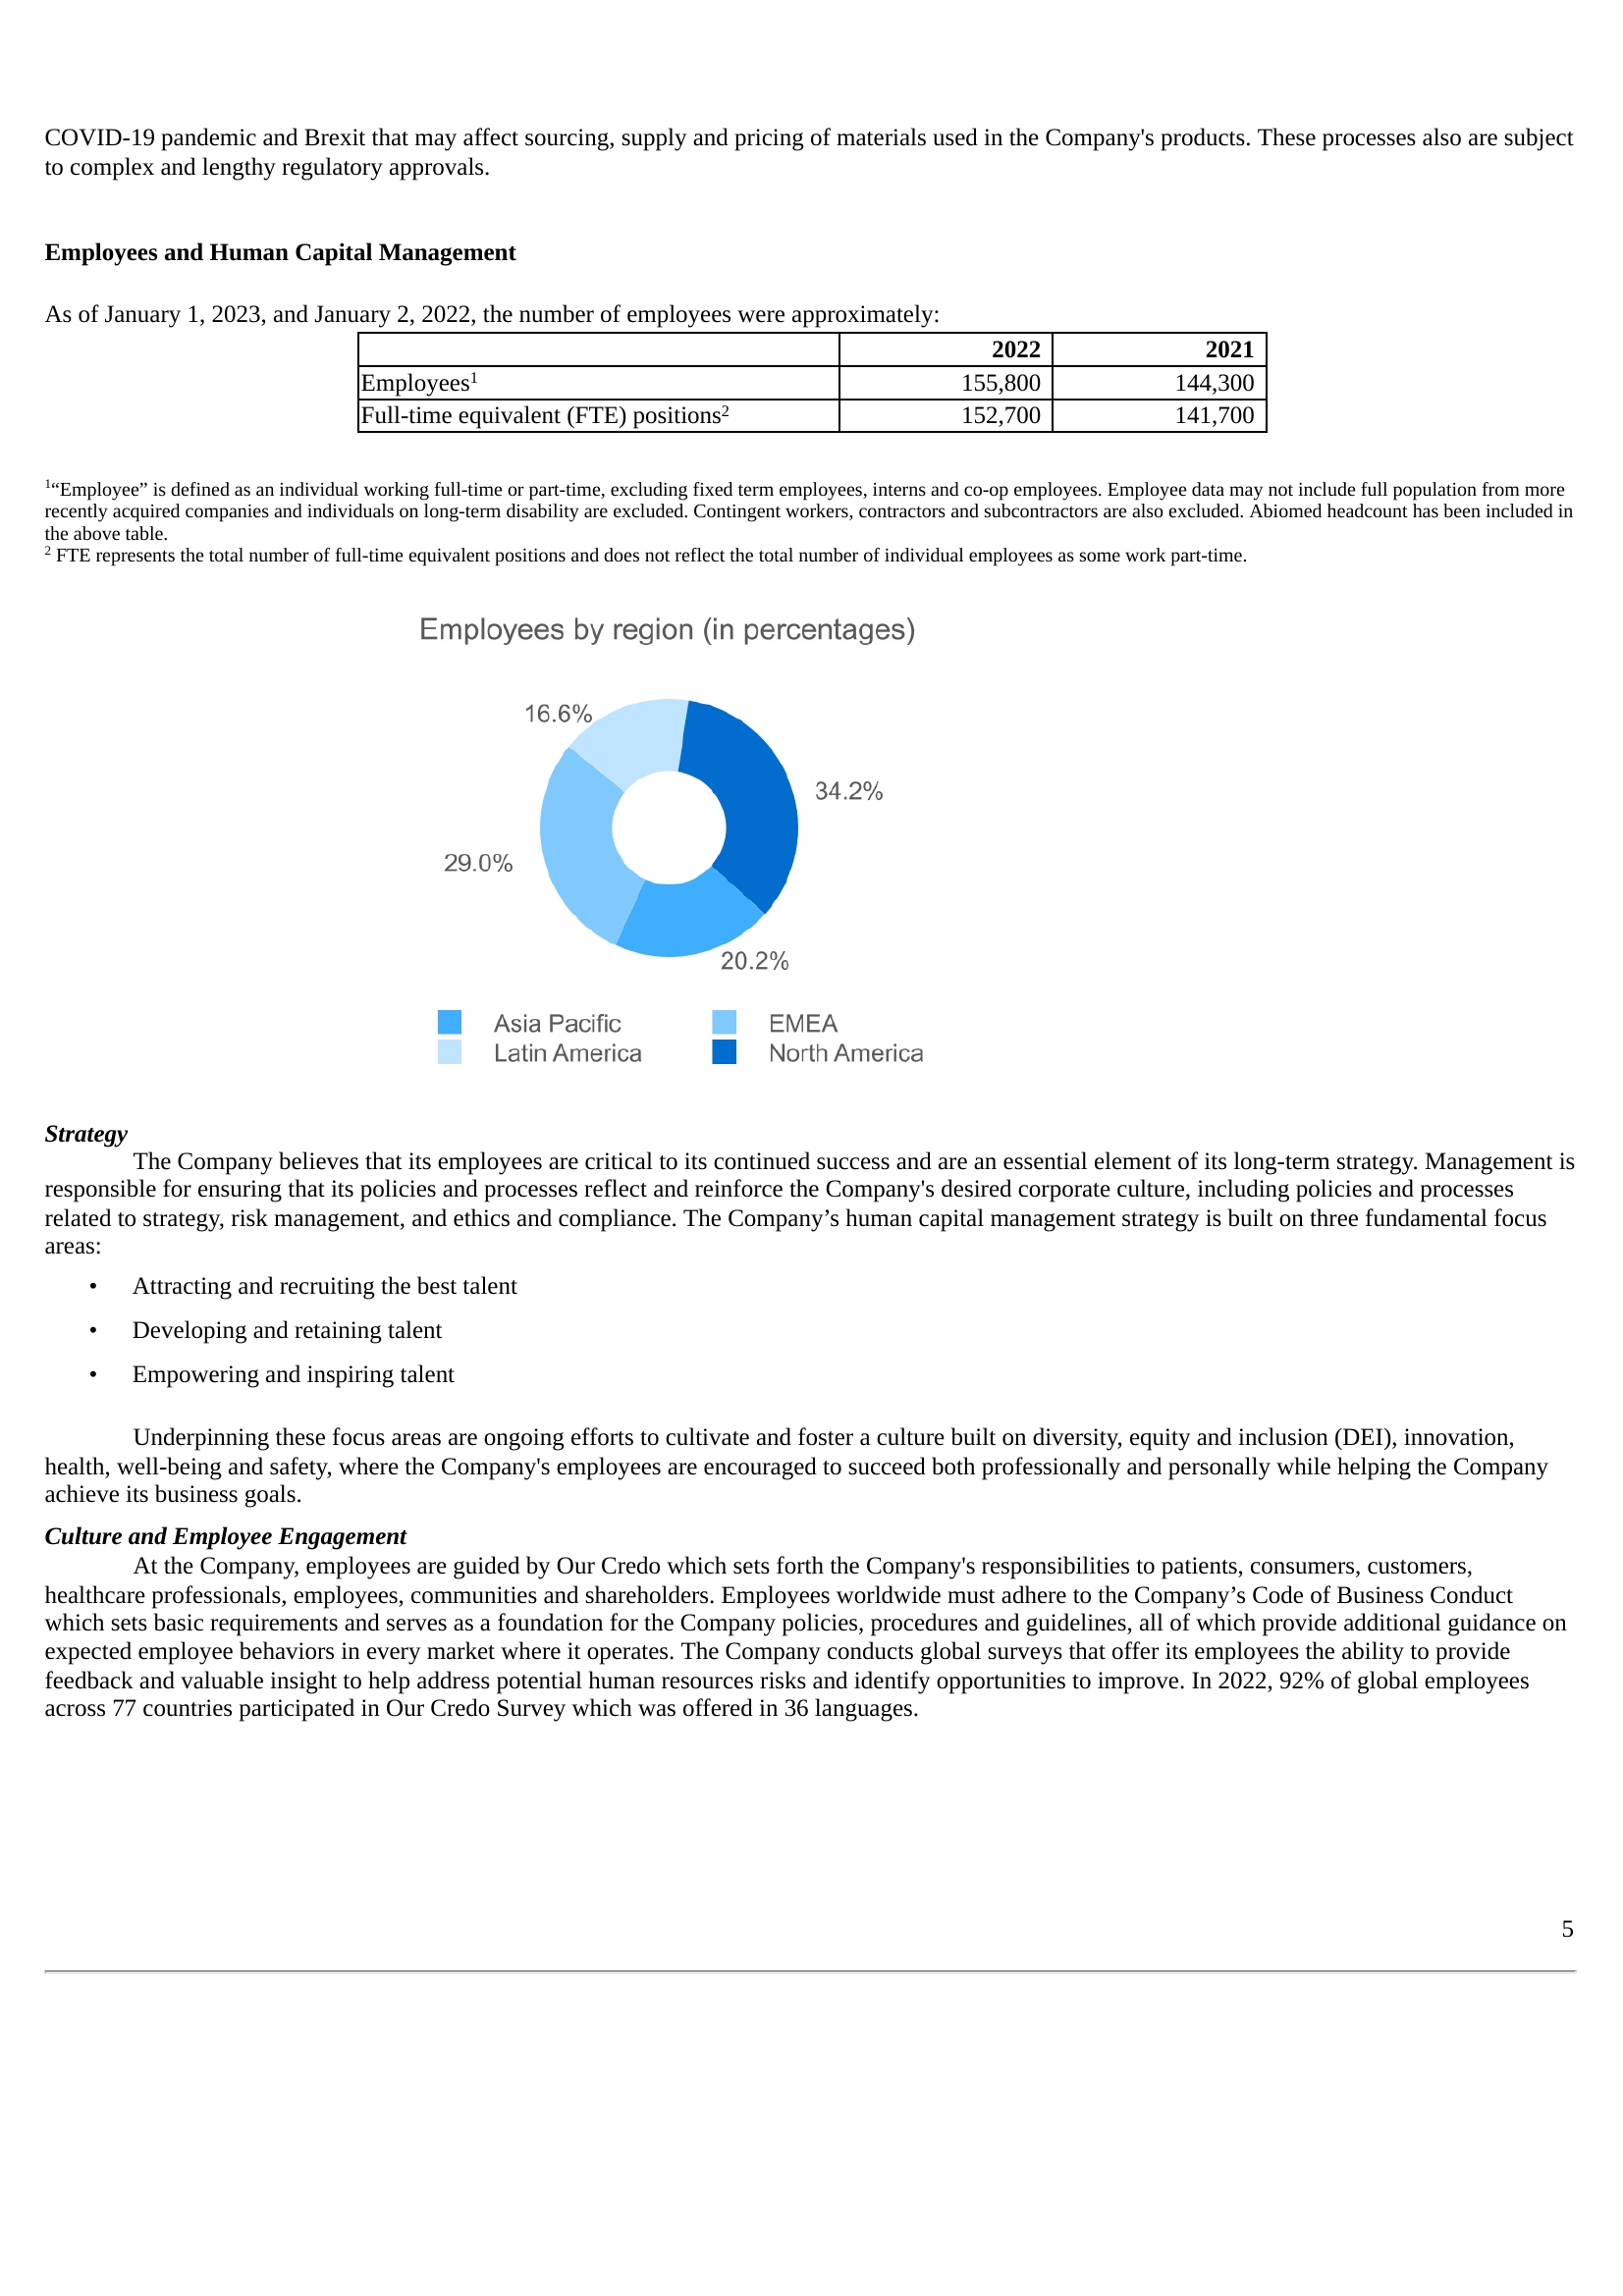 COVID-19 pandemic and Brexit that may affect sourcing, supply and pricing of materials used in the Company's products. These processes also are subject
to complex and lengthy regulatory approvals.
Employees and Human Capital Management
As of January 1, 2023, and January 2, 2022, the number of employees were approximately:
2022 2021
Employees¹ 155,800 144,300
Full-time equivalent (FTE) positions² 152,700 141,700
¹“Employee” is defined as an individual working full-time or part-time, excluding fixed term employees, interns and co-op employees. Employee data may not include full population from more
recently acquired companies and individuals on long-term disability are excluded. Contingent workers, contractors and subcontractors are also excluded. Abiomed headcount has been included in
the above table.
² FTE represents the total number of full-time equivalent positions and does not reflect the total number of individual employees as some work part-time.
Employees by region (in percentages)
16.6%
34.2%
29.0%
20.2%
Asia Pacific EMEA
Latin America North America
Strategy
The Company believes that its employees are critical to its continued success and are an essential element of its long-term strategy. Management is
responsible for ensuring that its policies and processes reflect and reinforce the Company's desired corporate culture, including policies and processes
related to strategy, risk management, and ethics and compliance. The Company’s human capital management strategy is built on three fundamental focus
areas:
• Attracting and recruiting the best talent
• Developing and retaining talent
• Empowering and inspiring talent
Underpinning these focus areas are ongoing efforts to cultivate and foster a culture built on diversity, equity and inclusion (DEI), innovation,
health, well-being and safety, where the Company's employees are encouraged to succeed both professionally and personally while helping the Company
achieve its business goals.
Culture and Employee Engagement
At the Company, employees are guided by Our Credo which sets forth the Company's responsibilities to patients, consumers, customers,
healthcare professionals, employees, communities and shareholders. Employees worldwide must adhere to the Company’s Code of Business Conduct
which sets basic requirements and serves as a foundation for the Company policies, procedures and guidelines, all of which provide additional guidance on
expected employee behaviors in every market where it operates. The Company conducts global surveys that offer its employees the ability to provide
feedback and valuable insight to help address potential human resources risks and identify opportunities to improve. In 2022, 92% of global employees
across 77 countries participated in Our Credo Survey which was offered in 36 languages.
5